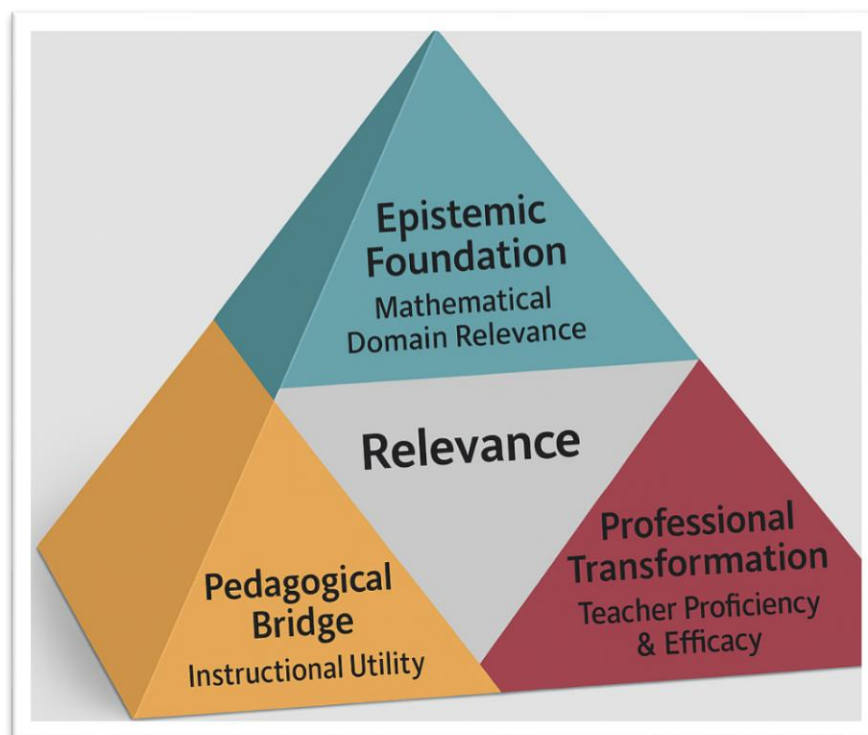 Epistemic
Foundation
Mathematical
Domain Relevance
Relevance
Pedagogical
Bridge
Instructional Utility
Professional
Transformation
Teacher Proficiency
& Efficacy